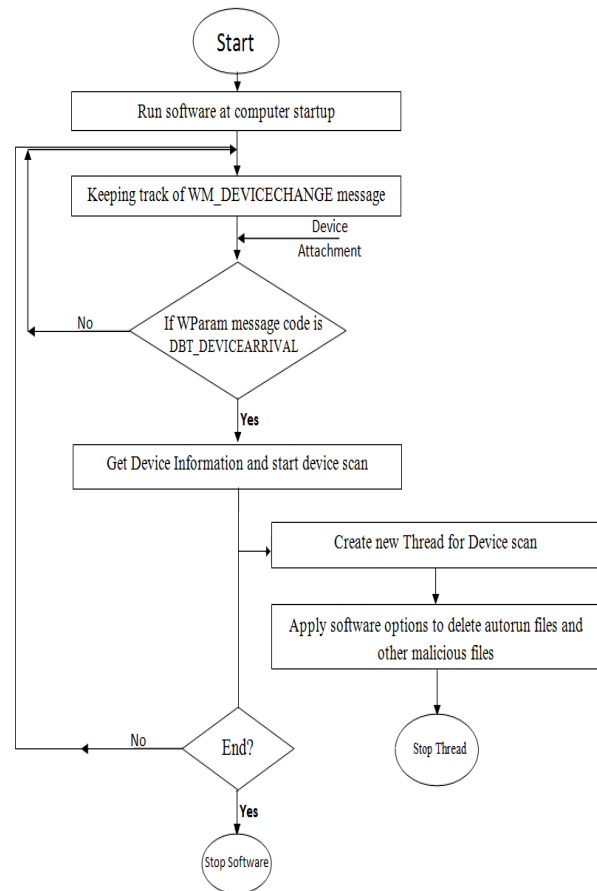 Start
Run software at computer startup
Keeping track of WM_DEVICECHANGE message
Device
Attachment
No
If WParam message code is
DBT_DEVICEARRIVAL
Yes
Get Device Information and start device scan
Create new Thread for Device scan
Apply software options to delete autorun files and
other malicious files
No
End?
Stop Thread
Yes
Stop Software